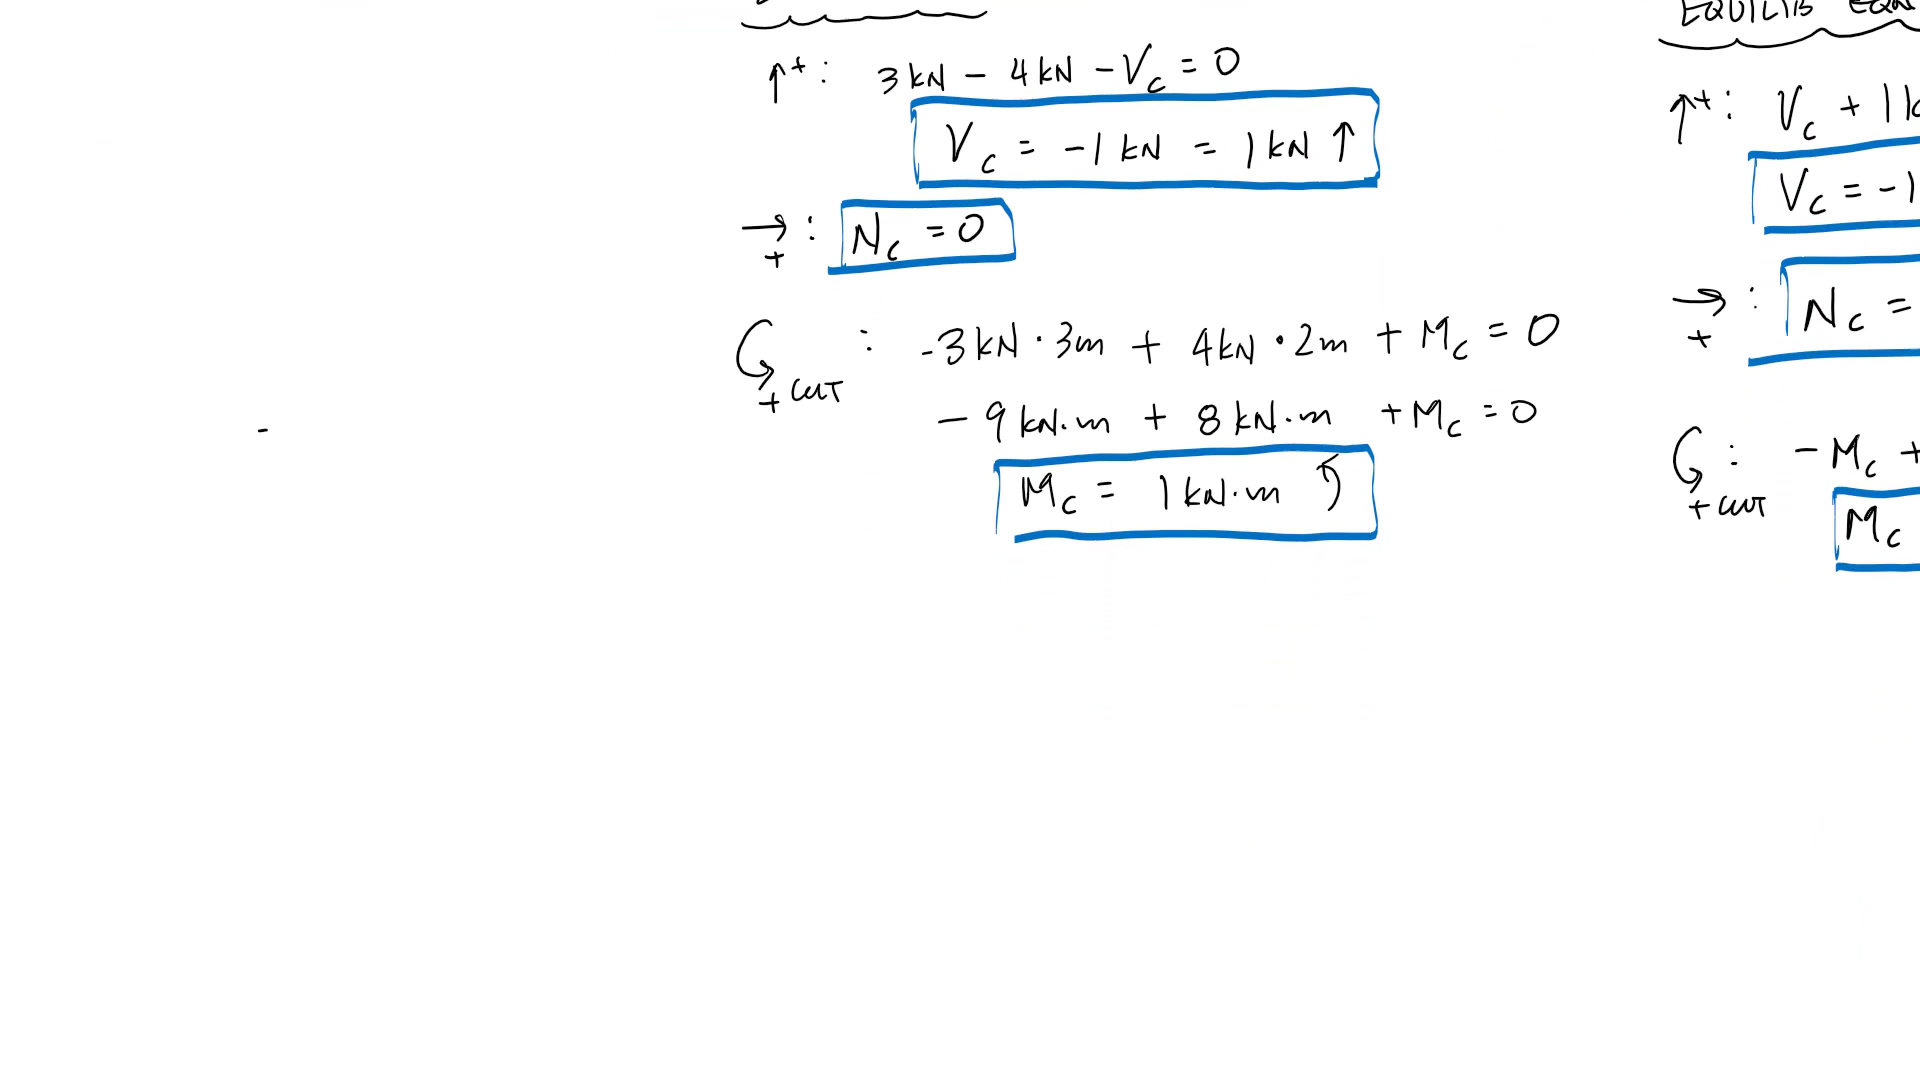 ↑+: 3 kN - 4 kN - V_C = 0
V_C = -1 kN = 1 kN ↑
→+ : N_C = 0
↺+ CUT : -3 kN · 3m + 4 kN · 2m + M_C = 0
- 9 kN·m + 8 kN·m + M_C = 0
M_C = 1 kN·m ↺
-
EQUILIB EQN
↑+: V_C + 1 k
V_C = -1
→+ : N_C =
↺+ CUT : - M_C +
M_C